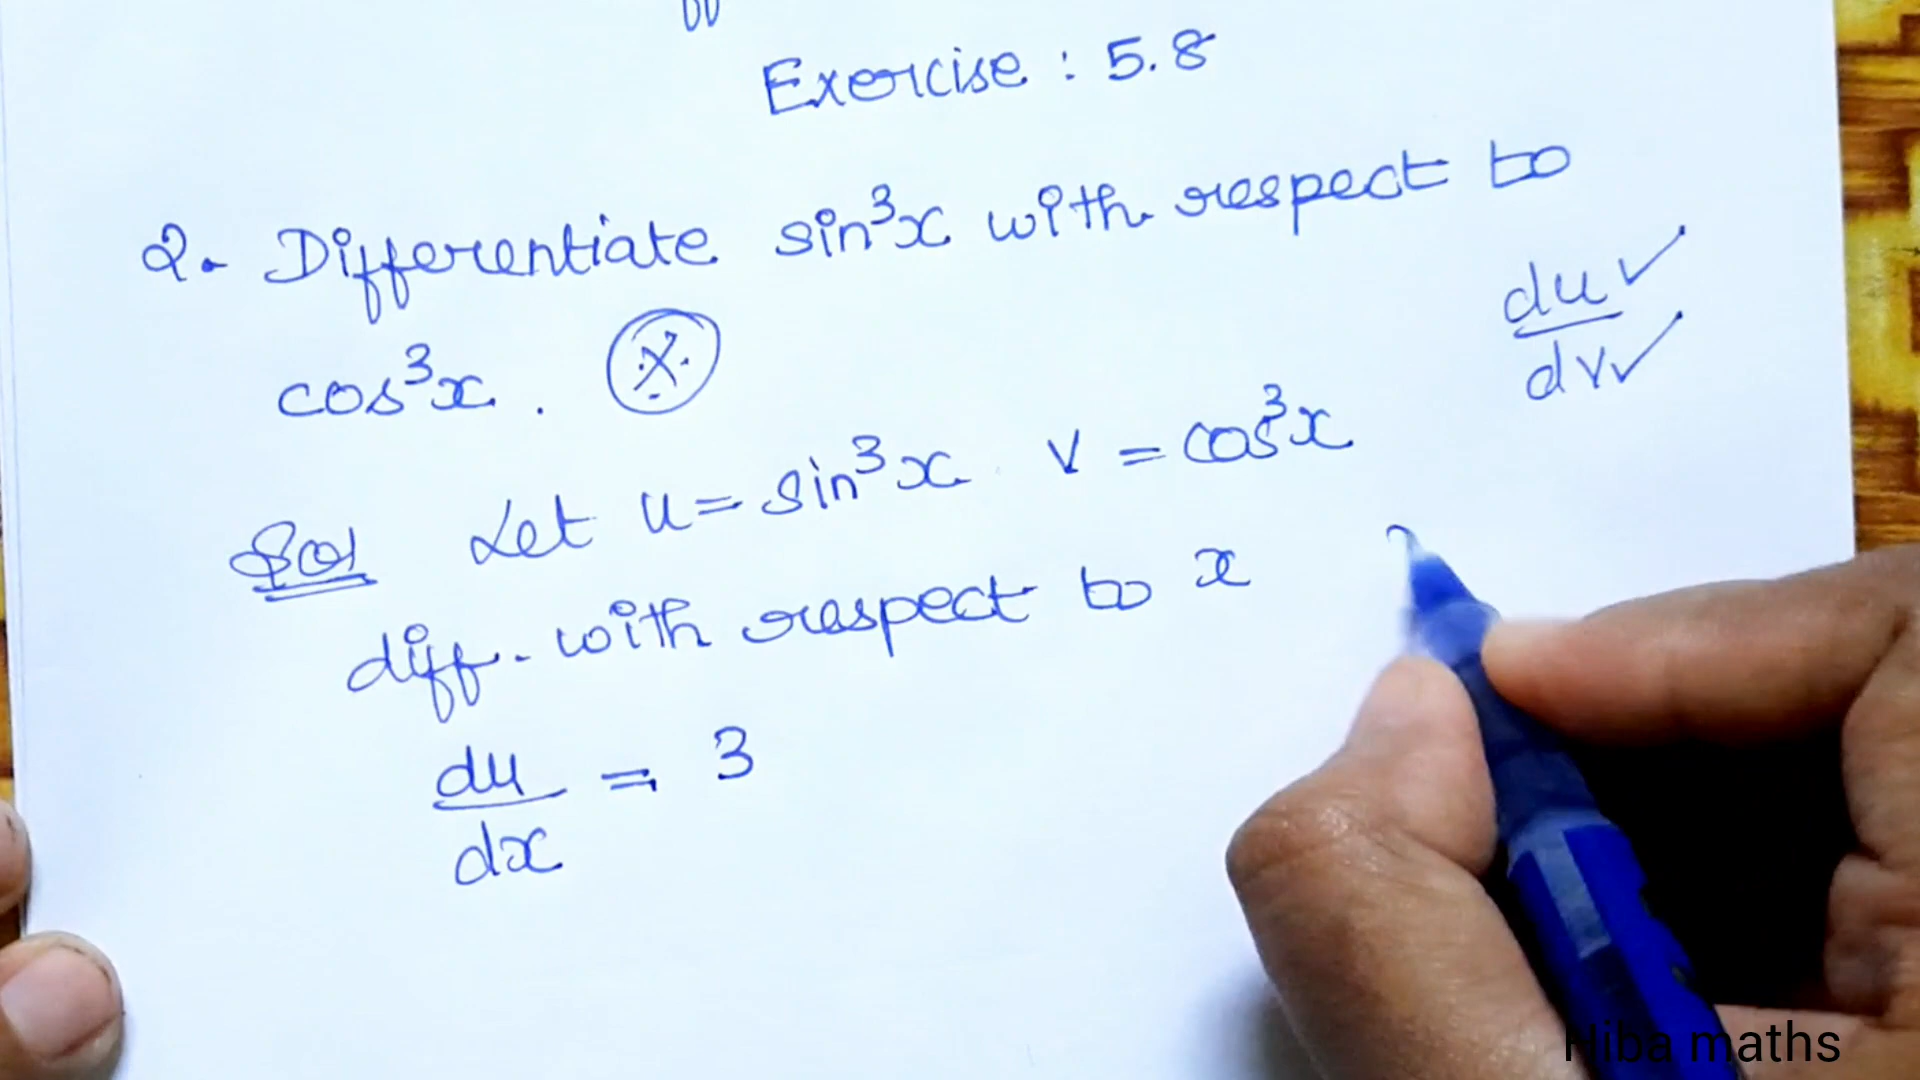 Exercise : 5.8
2. Differentiate sin³x with respect to
cos³x.
du
dv
Sol Let u = sin³x v = cos³x
diff. with respect to x
du/dx = 3
Hiba maths